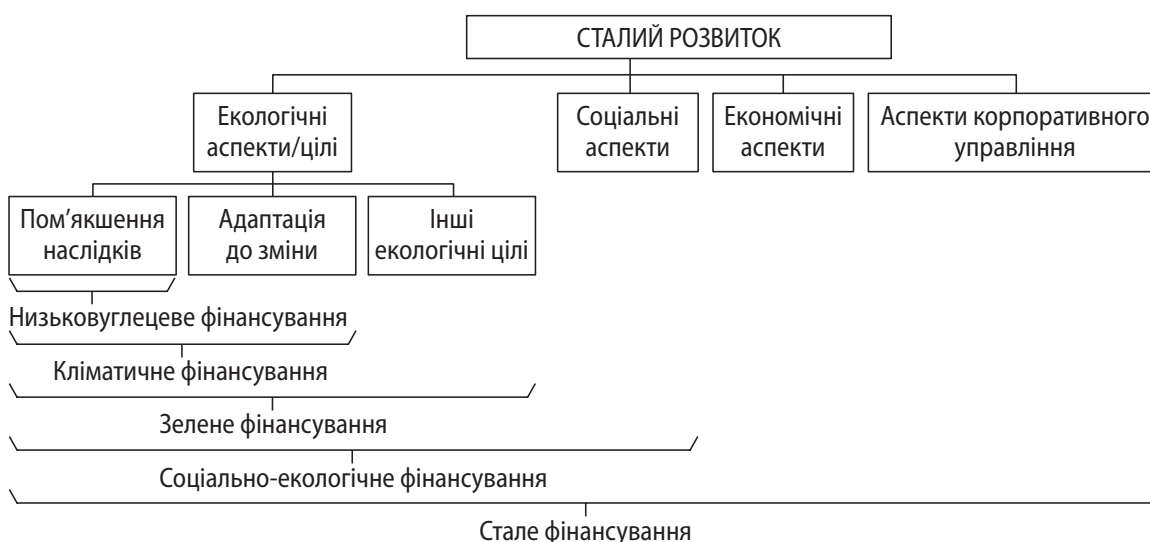 СТАЛИЙ РОЗВИТОК
Екологічні
аспекти/цілі
Соціальні
аспекти
Економічні
аспекти
Аспекти корпоративного
управління
Пом’якшення
наслідків
Адаптація
до зміни
Інші
екологічні цілі
Низьковуглецеве фінансування
Кліматичне фінансування
Зелене фінансування
Соціально-екологічне фінансування
Стале фінансування